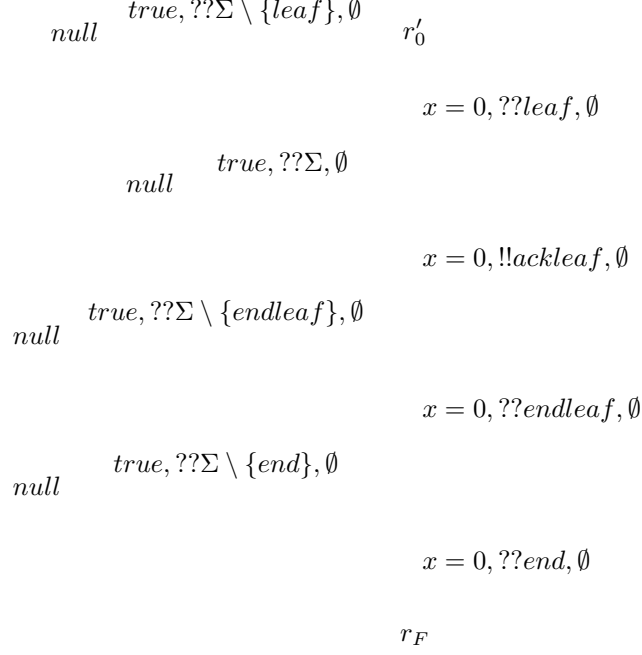 null true, ??Σ \ {leaf}, ∅ r′₀
x = 0, ??leaf, ∅
null true, ??Σ, ∅
x = 0, !!ackleaf, ∅
null true, ??Σ \ {endleaf}, ∅
x = 0, ??endleaf, ∅
null true, ??Σ \ {end}, ∅
x = 0, ??end, ∅
r_F